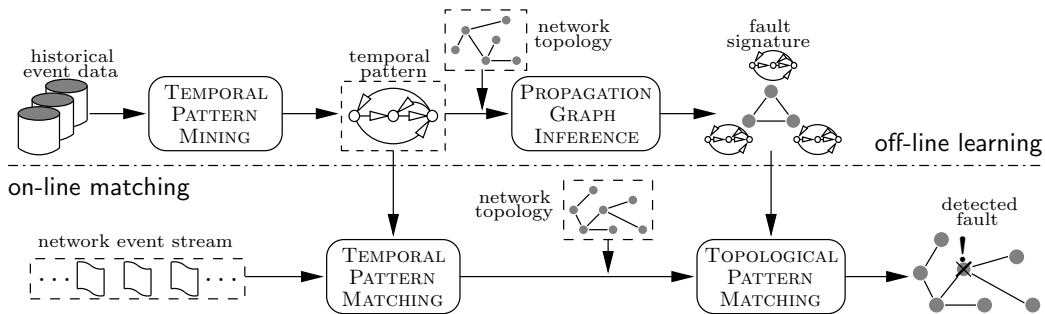 historical
event data
TEMPORAL
PATTERN
MINING
temporal
pattern
network
topology
PROPAGATION
GRAPH
INFERENCE
fault
signature
off-line learning
on-line matching
network event stream
TEMPORAL
PATTERN
MATCHING
network
topology
TOPOLOGICAL
PATTERN
MATCHING
detected
fault
!